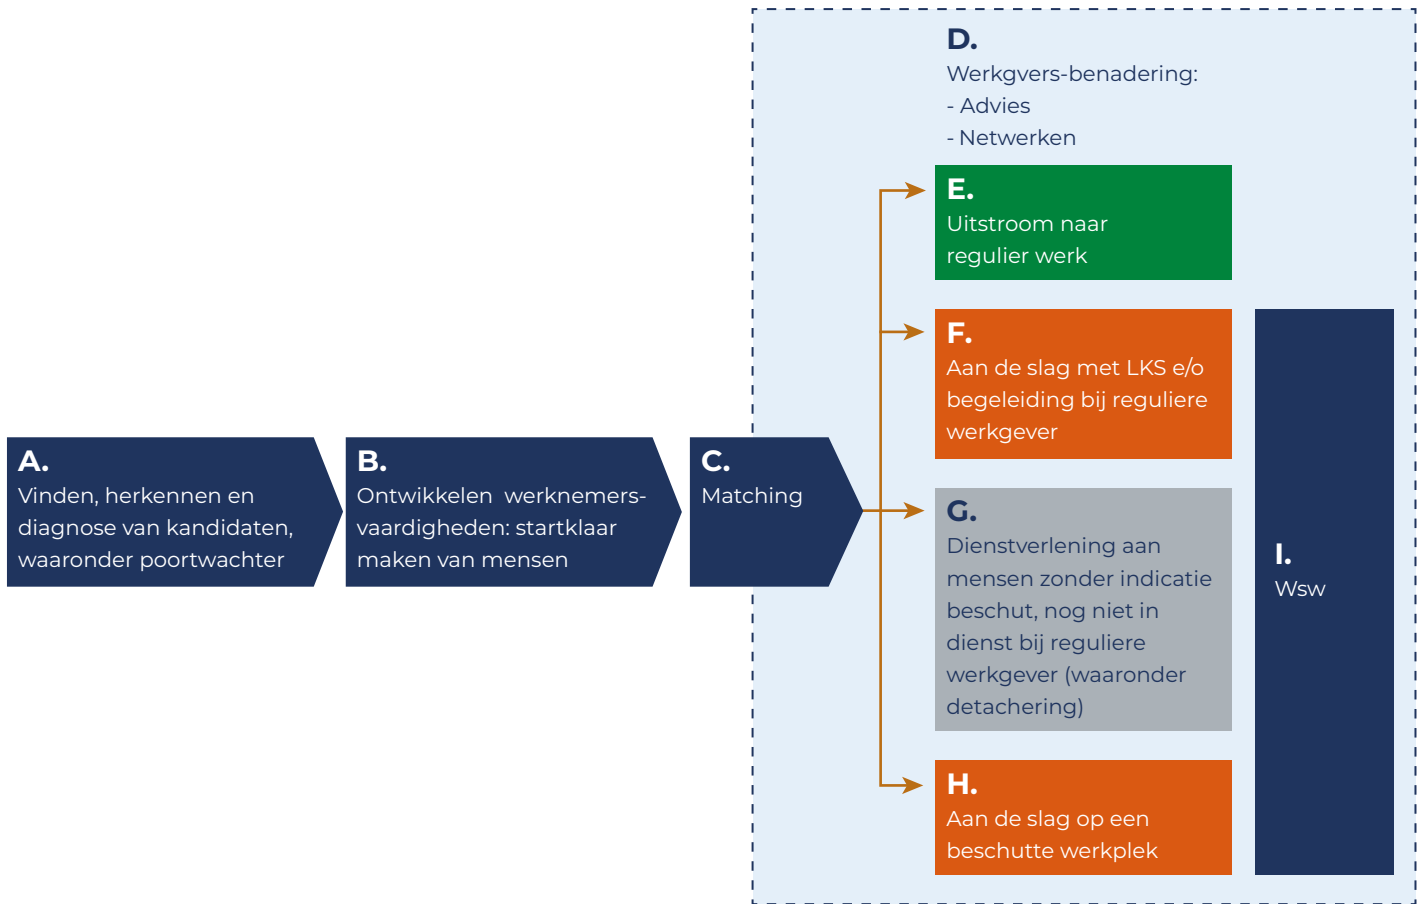 A.
Vinden, herkennen en
diagnose van kandidaten,
waaronder poortwachter
B.
Ontwikkelen werknemers-
vaardigheden: startklaar
maken van mensen
C.
Matching
D.
Werkgvers-benadering:
- Advies
- Netwerken
E.
Uitstroom naar
regulier werk
F.
Aan de slag met LKS e/o
begeleiding bij reguliere
werkgever
G.
Dienstverlening aan
mensen zonder indicatie
beschut, nog niet in
dienst bij reguliere
werkgever (waaronder
detachering)
H.
Aan de slag op een
beschutte werkplek
I.
Wsw